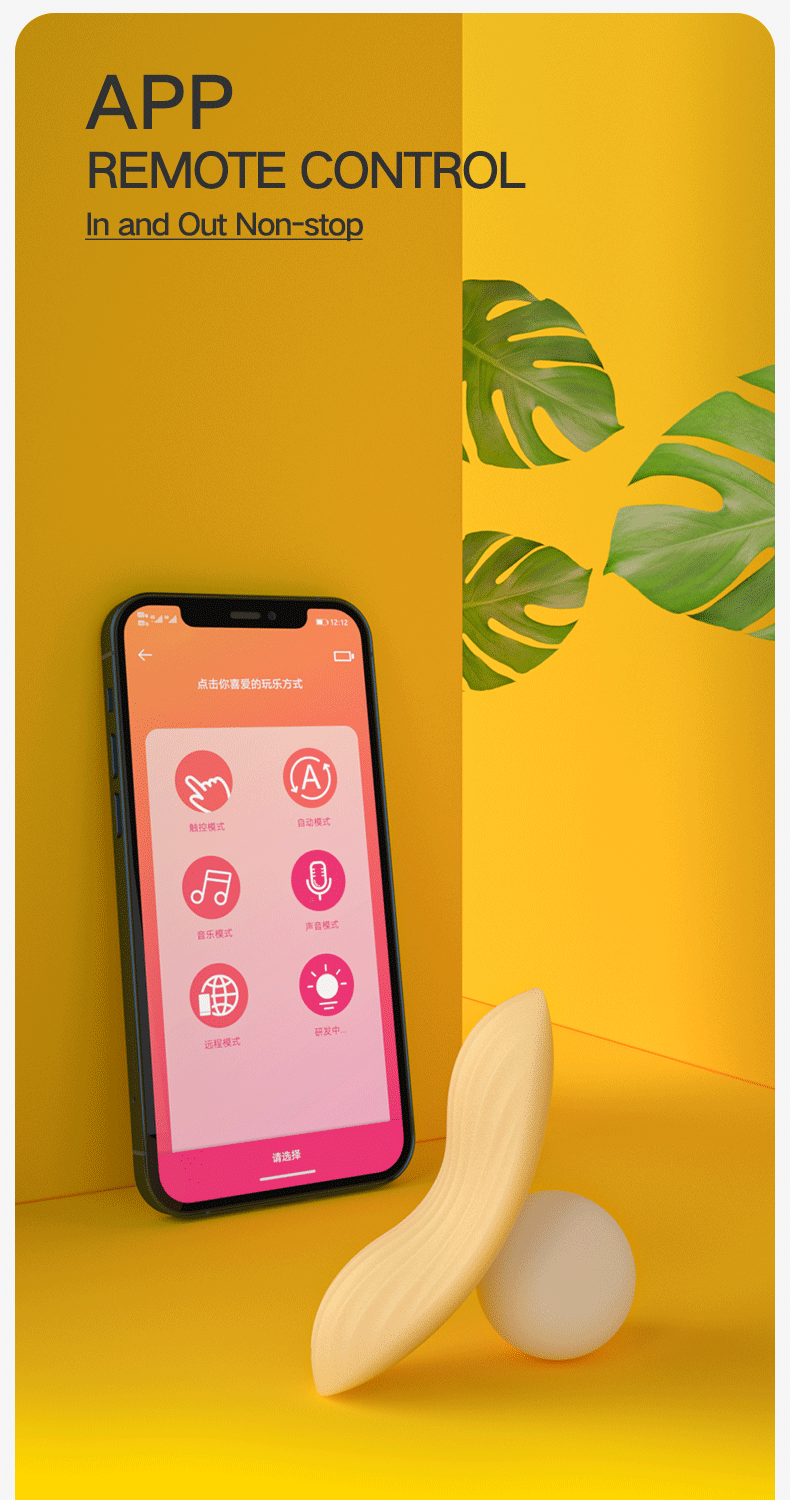 APP
REMOTE CONTROL
In and Out Non-stop
12:12
点击你喜爱的玩乐方式
A
触控模式
自动模式
音乐模式
声音模式
远程模式
研发中...
请选择